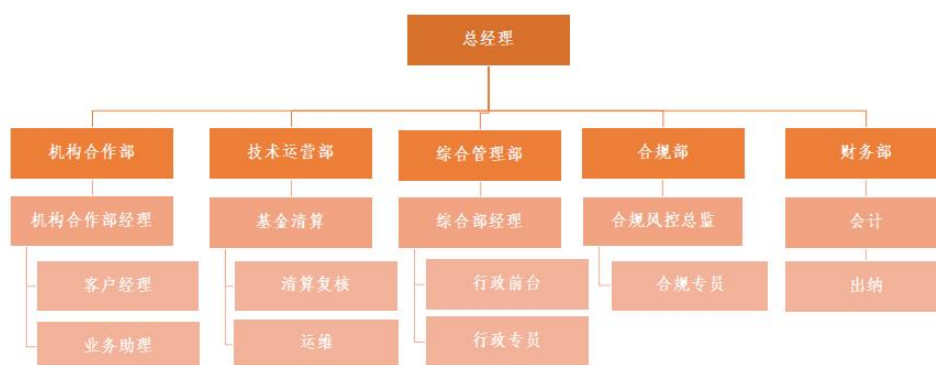 总经理
机构合作部
技术运营部
综合管理部
合规部
财务部
机构合作部经理
基金清算
综合部经理
合规风控总监
会计
客户经理
清算复核
行政前台
合规专员
出纳
业务助理
运维
行政专员